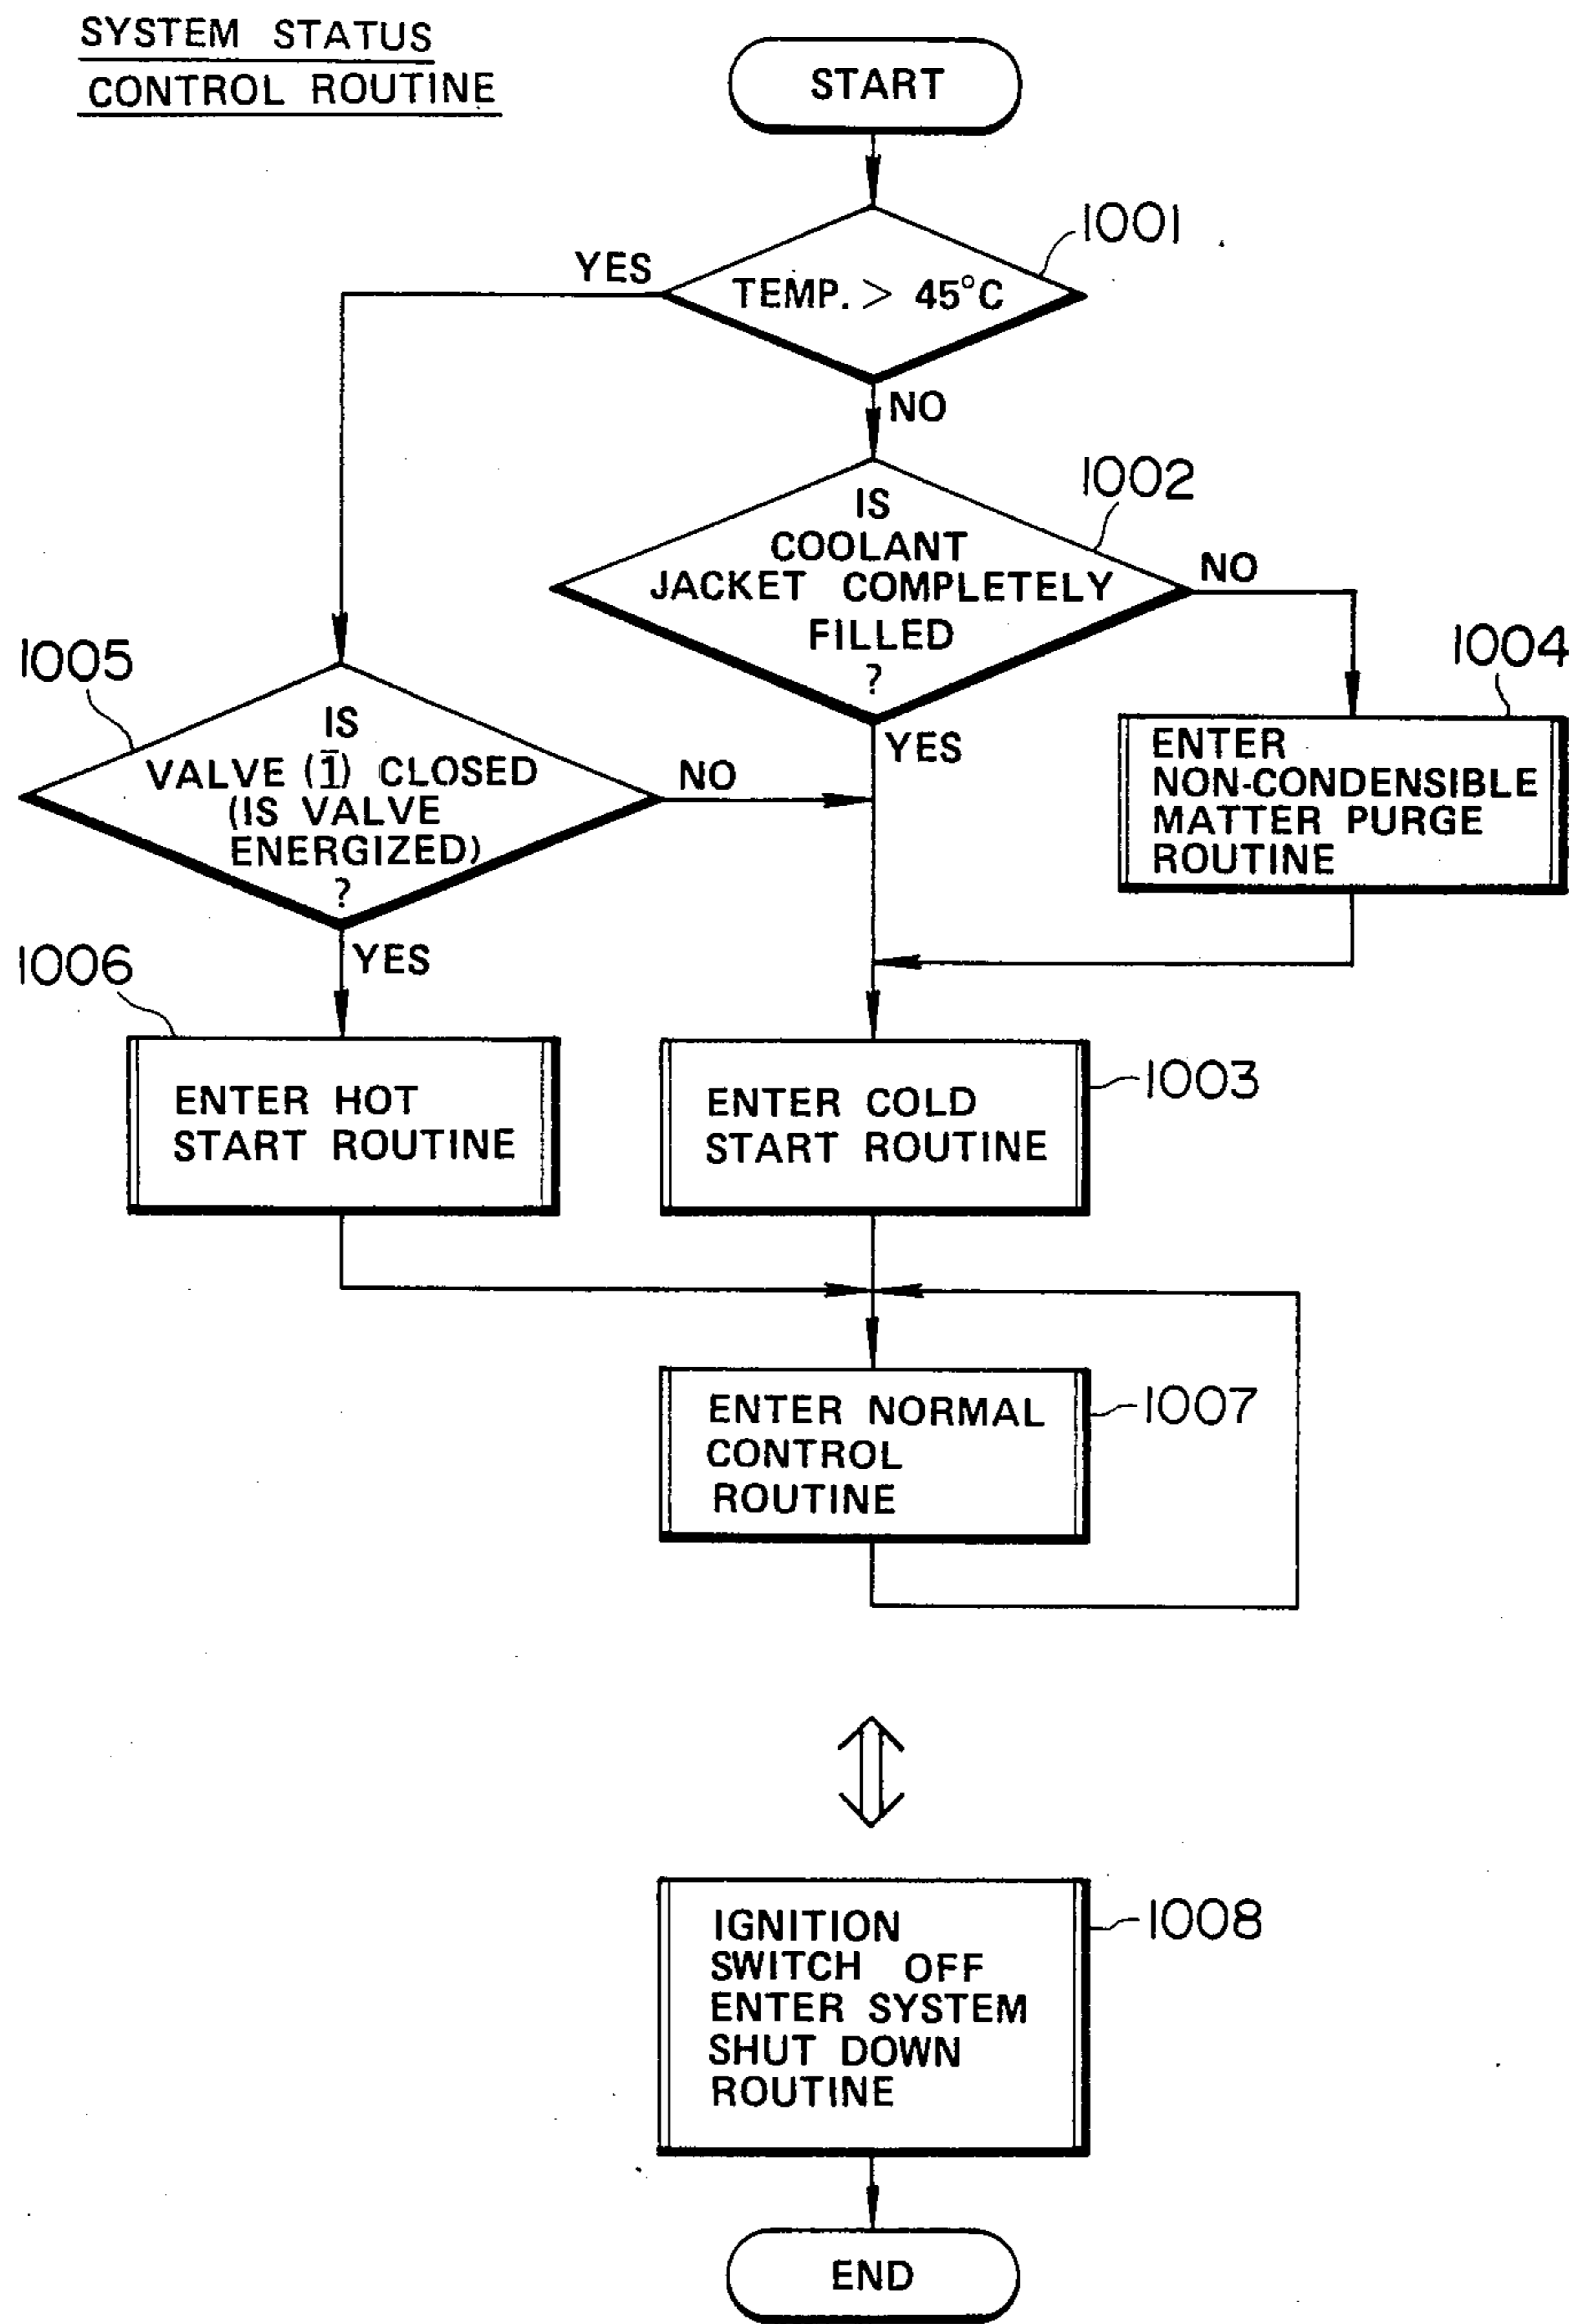 SYSTEM STATUS
CONTROL ROUTINE
START
1001
YES
TEMP. > 45°C
NO
1002
IS
COOLANT
JACKET COMPLETELY
FILLED
?
NO
YES
1004
ENTER
NON-CONDENSIBLE
MATTER PURGE
ROUTINE
1005
IS
VALVE (1) CLOSED
(IS VALVE
ENERGIZED)
?
NO
YES
1006
ENTER HOT
START ROUTINE
ENTER COLD
START ROUTINE
1003
ENTER NORMAL
CONTROL
ROUTINE
1007
IGNITION
SWITCH OFF
ENTER SYSTEM
SHUT DOWN
ROUTINE
1008
END